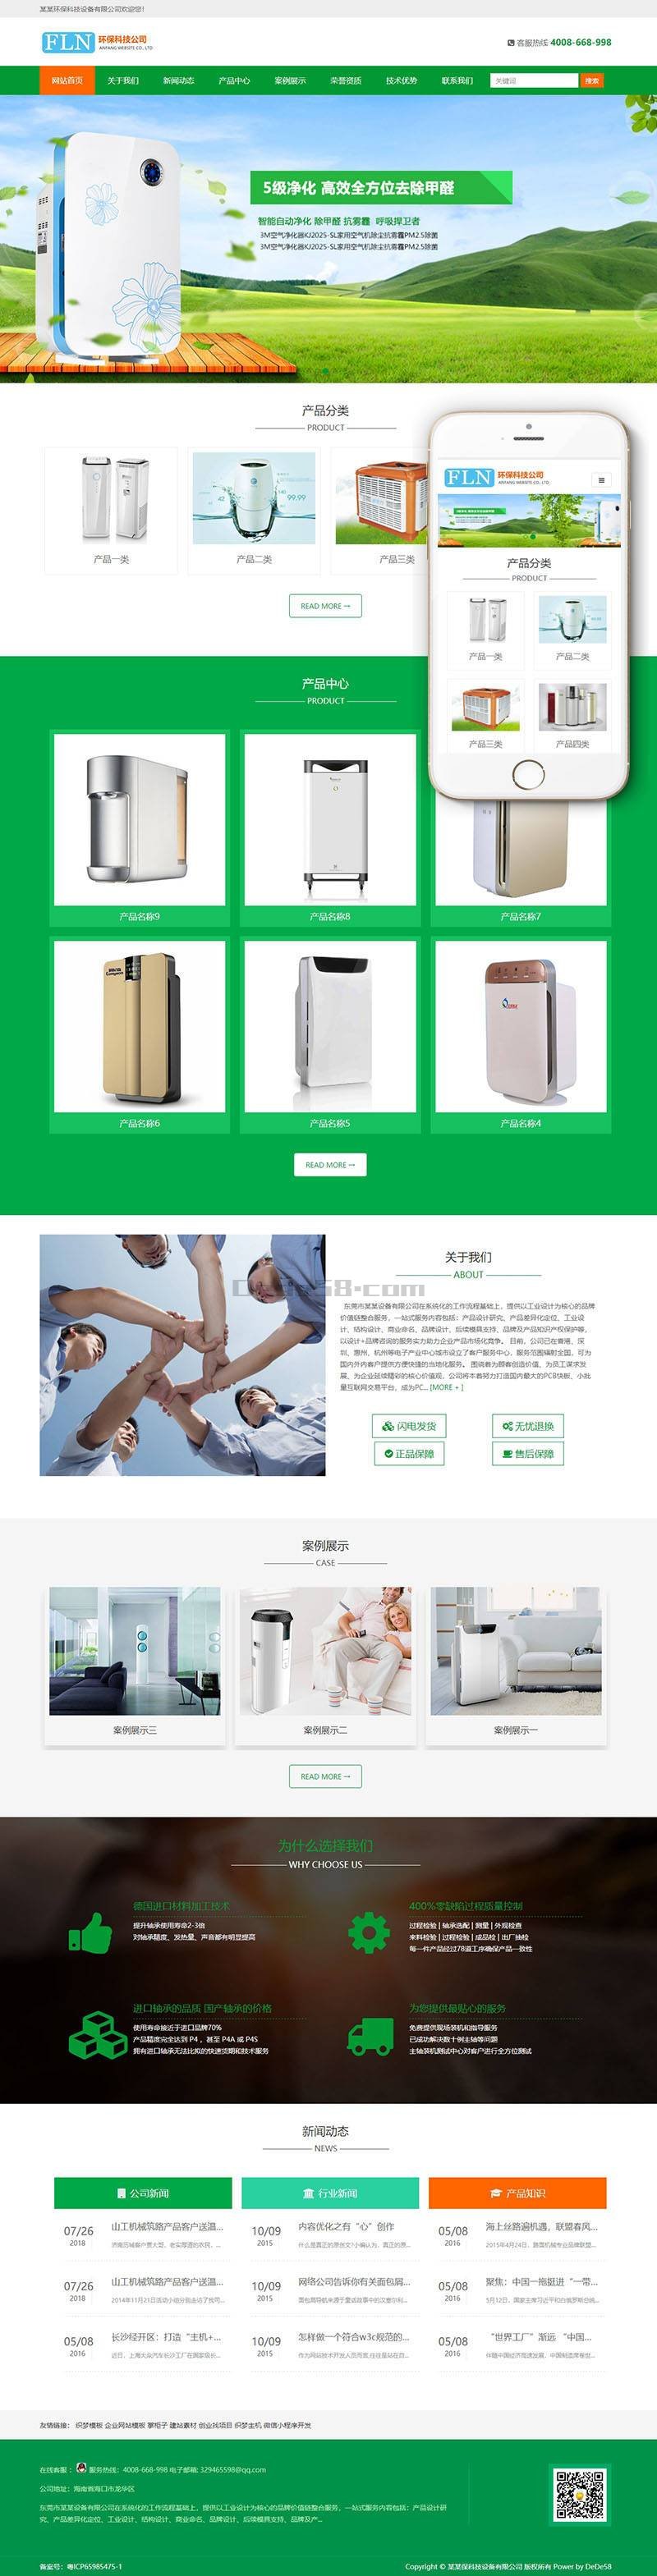 某某环保科技设备有限公司欢迎您!
FLN 环保科技公司
ANFANG WEBSITE CO., LTD
客服热线 4008-668-998
网站首页 关于我们 新闻动态 产品中心 案例展示 荣誉资质 技术优势 联系我们 关键词 搜索
5级净化 高效全方位去除甲醛
智能自动净化 除甲醛 抗雾霾 呼吸捍卫者
3M空气净化器KJ202S-SL家用空气机除尘抗雾霾PM2.5除菌
3M空气净化器KJ202S-SL家用空气机除尘抗雾霾PM2.5除菌
产品分类
PRODUCT
产品一类 产品二类 产品三类
READ MORE →
FLN 环保科技公司
ANFANG WEBSITE CO., LTD
产品分类
PRODUCT
产品一类 产品二类
产品三类 产品四类
产品中心
PRODUCT
产品名称9 产品名称8 产品名称7
产品名称6 产品名称5 产品名称4
READ MORE →
关于我们
ABOUT
东莞市某某设备有限公司在系统化的工作流程基础上，提供以工业设计为核心的品牌
价值链整合服务，一站式服务内容包括：产品设计研究、产品差异化定位、工业设
计、结构设计、商业命名、品牌设计、后续模具支持、品牌及产品知识产权保护等，
以设计+品牌咨询的服务实力助力企业产品市场化竞争。 目前，公司已在香港、深
圳、惠州、杭州等电子产业中心城市设立了客户服务中心，服务范围辐射全国，可为
国内外内客户提供方便快捷的当地化服务。 围绕着为顾客创造价值、为员工谋求发
展、为企业延续精彩的核心价值观，公司将本着努力打造国内最大的PCB快板、小批
量互联网交易平台，成为PC... [MORE + ]
闪电发货 无忧退换
正品保障 售后保障
案例展示
CASE
案例展示三 案例展示二 案例展示一
READ MORE →
为什么选择我们
WHY CHOOSE US
德国进口材料加工技术
提升轴承使用寿命2-3倍
对轴承精度、发热量、声音都有明显提高
400%零缺陷过程质量控制
过程检验 | 轴承选配 | 测量 | 外观检查
来料检验 | 过程检验 | 成品检 | 出厂抽检
每一件产品经过78道工序确保产品一致性
进口轴承的品质 国产轴承的价格
使用寿命接近于进口品牌70%
产品精度完全达到 P4 ，甚至 P4A 或 P4S
拥有进口轴承无法比拟的快速货期和技术服务
为您提供最贴心的服务
免费提供现场装机和指导服务
已成功解决数十例主轴等问题
主轴装机测试中心对客户进行全方位测试
新闻动态
NEWS
公司新闻 行业新闻 产品知识
07/26 2018 山工机械筑路产品客户送温...
10/09 2015 内容优化之有“心”创作
什么是真正的原创文?小编认为，真正的原...
05/08 2016 海上丝路遍机遇，联盟春风...
2015年4月24日，
07/26 2018 山工机械筑路产品客户送温...
10/09 2015 网络公司告诉你有关面包屑...
05/08 2016 聚焦：中国一拖挺进“一带...
05/08 2016 长沙经开区：打造“主机+...
近日，上海大众汽车长沙工厂在国家级长...
10/09 2015 怎样做一个符合w3c规范的...
05/08 2016 “世界工厂”渐远 “中国...
友情链接： 织梦模板 企业网站模板 掌柜子 建站素材 创业找项目 织梦主机 微信小程序开发
在线客服： 服务热线：4008-668-998 电子邮箱: 329465598@qq.com
公司地址：海南省海口市龙华区
东莞市某某设备有限公司在系统化的工作流程基础上，提供以工业设计为核心的品牌价值链整合服务，一站式服务内容包括：产品设计研
究、产品差异化定位、工业设计、结构设计、商业命名、品牌设计、后续模具支持、品牌及产...
备案号：粤ICP65985475-1
Copyright © 某某保科技设备有限公司 版权所有 Power by DeDe58